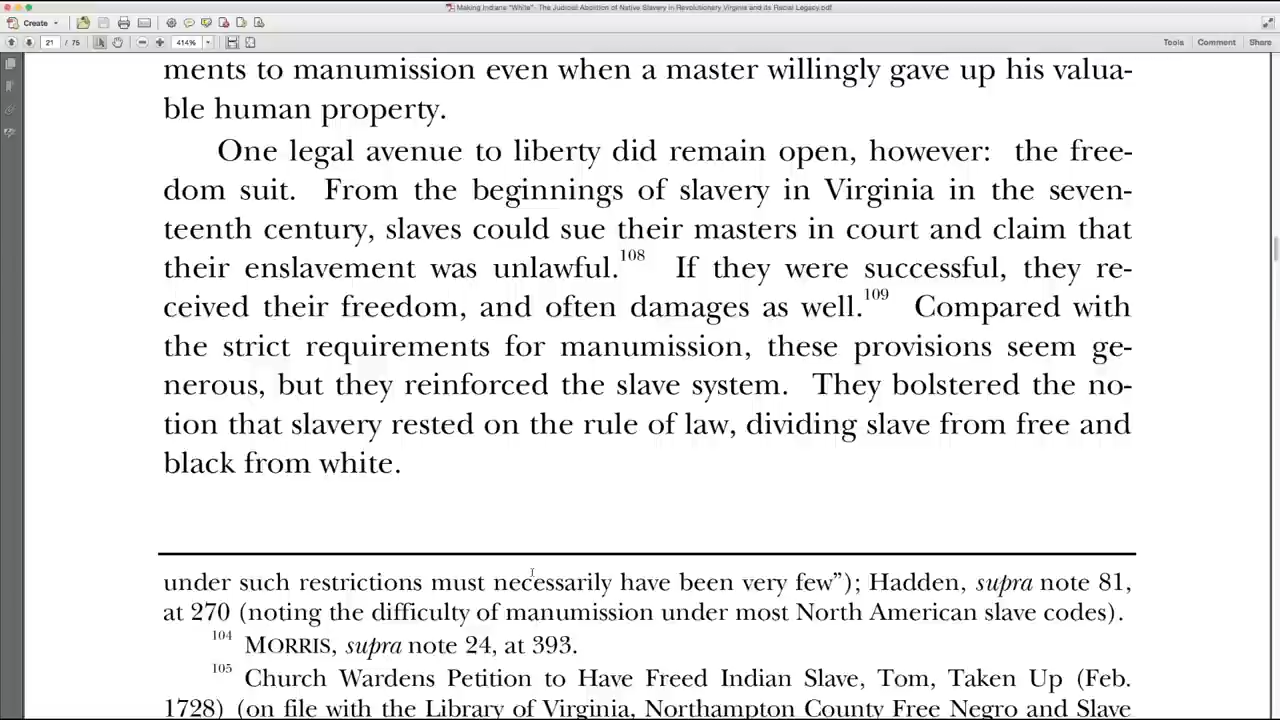 Making Indians "White"- The Judicial Abolition of Native Slavery in Revolutionary Virginia and its Racial Legacy.pdf
Create
21 / 75
414%
Tools Comment Share
ments to manumission even when a master willingly gave up his valua-
ble human property.
One legal avenue to liberty did remain open, however: the free-
dom suit. From the beginnings of slavery in Virginia in the seven-
teenth century, slaves could sue their masters in court and claim that
their enslavement was unlawful.108 If they were successful, they re-
ceived their freedom, and often damages as well.109 Compared with
the strict requirements for manumission, these provisions seem ge-
nerous, but they reinforced the slave system. They bolstered the no-
tion that slavery rested on the rule of law, dividing slave from free and
black from white.
under such restrictions must necessarily have been very few”); Hadden, supra note 81,
at 270 (noting the difficulty of manumission under most North American slave codes).
104 MORRIS, supra note 24, at 393.
105 Church Wardens Petition to Have Freed Indian Slave, Tom, Taken Up (Feb.
1728) (on file with the Library of Virginia, Northampton County Free Negro and Slave